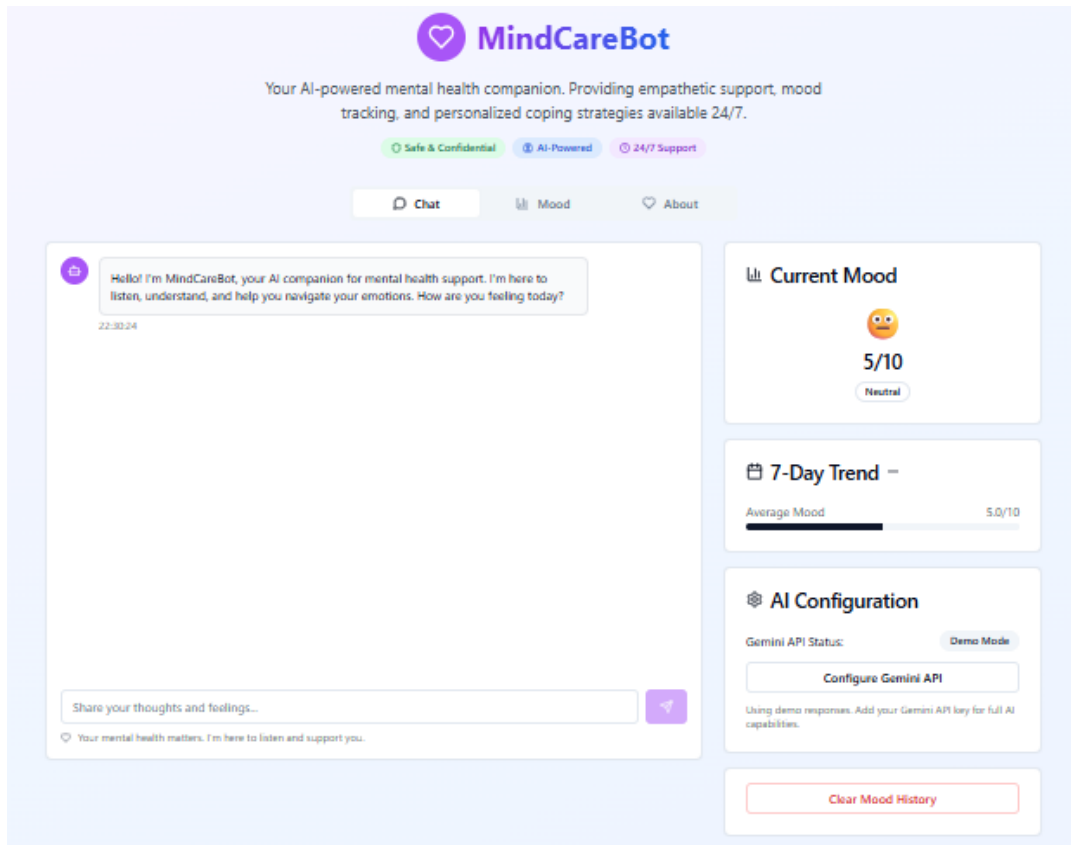 MindCareBot
Your AI-powered mental health companion. Providing empathetic support, mood
tracking, and personalized coping strategies available 24/7.
Safe & Confidential
AI-Powered
24/7 Support
Chat
Mood
About
Hello! I'm MindCareBot, your AI companion for mental health support. I'm here to
listen, understand, and help you navigate your emotions. How are you feeling today?
22:30:24
Share your thoughts and feelings...
Your mental health matters. I'm here to listen and support you.
Current Mood
5/10
Neutral
7-Day Trend
Average Mood 5.0/10
AI Configuration
Gemini API Status: Demo Mode
Configure Gemini API
Using demo responses. Add your Gemini API key for full AI
capabilities.
Clear Mood History